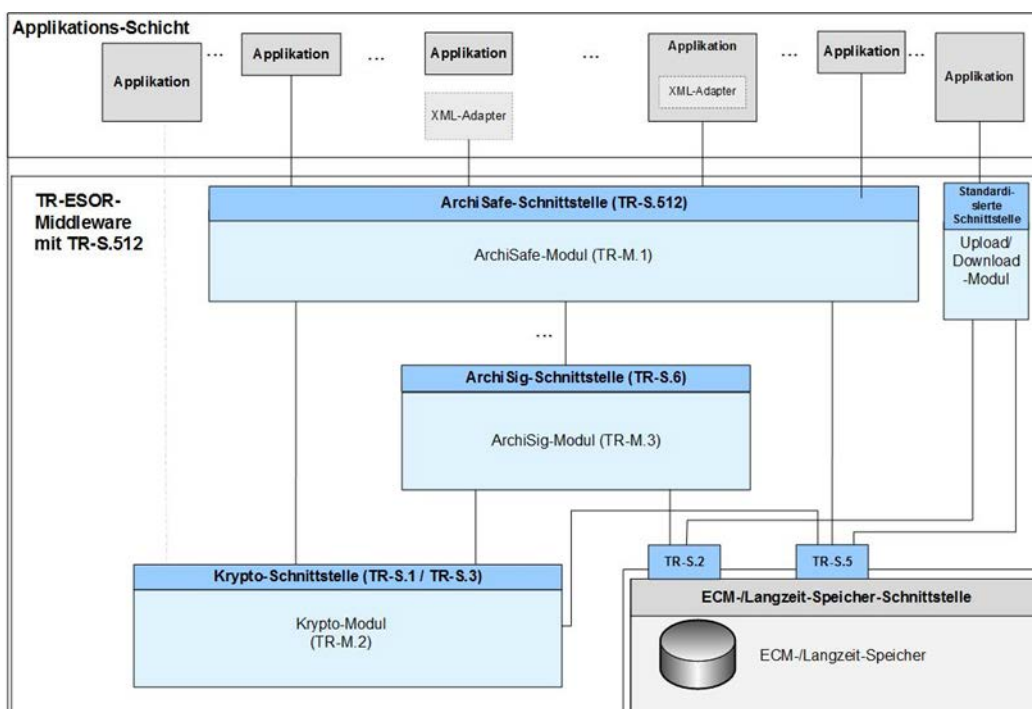 Applikations-Schicht
Applikation
...
Applikation
...
Applikation
XML-Adapter
...
Applikation
XML-Adapter
...
Applikation
...
Applikation
TR-ESOR-
Middleware
mit TR-S.512
ArchiSafe-Schnittstelle (TR-S.512)
ArchiSafe-Modul (TR-M.1)
Standardi-
sierte
Schnittstelle
Upload/
Download
-Modul
...
ArchiSig-Schnittstelle (TR-S.6)
ArchiSig-Modul (TR-M.3)
TR-S.2
TR-S.5
Krypto-Schnittstelle (TR-S.1 / TR-S.3)
Krypto-Modul
(TR-M.2)
ECM-/Langzeit-Speicher-Schnittstelle
ECM-/Langzeit-Speicher